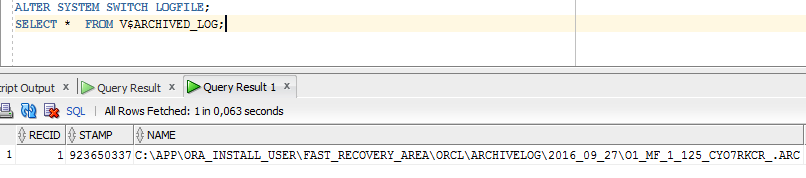 ALTER SYSTEM SWITCH LOGFILE;
SELECT * FROM V$ARCHIVED_LOG;
ript Output x Query Result x Query Result 1 x
SQL | All Rows Fetched: 1 in 0,063 seconds
RECID STAMP NAME
1 1 923650337 C:\APP\ORA_INSTALL_USER\FAST_RECOVERY_AREA\ORCL\ARCHIVELOG\2016_09_27\O1_MF_1_125_CYO7RKCR_.ARC